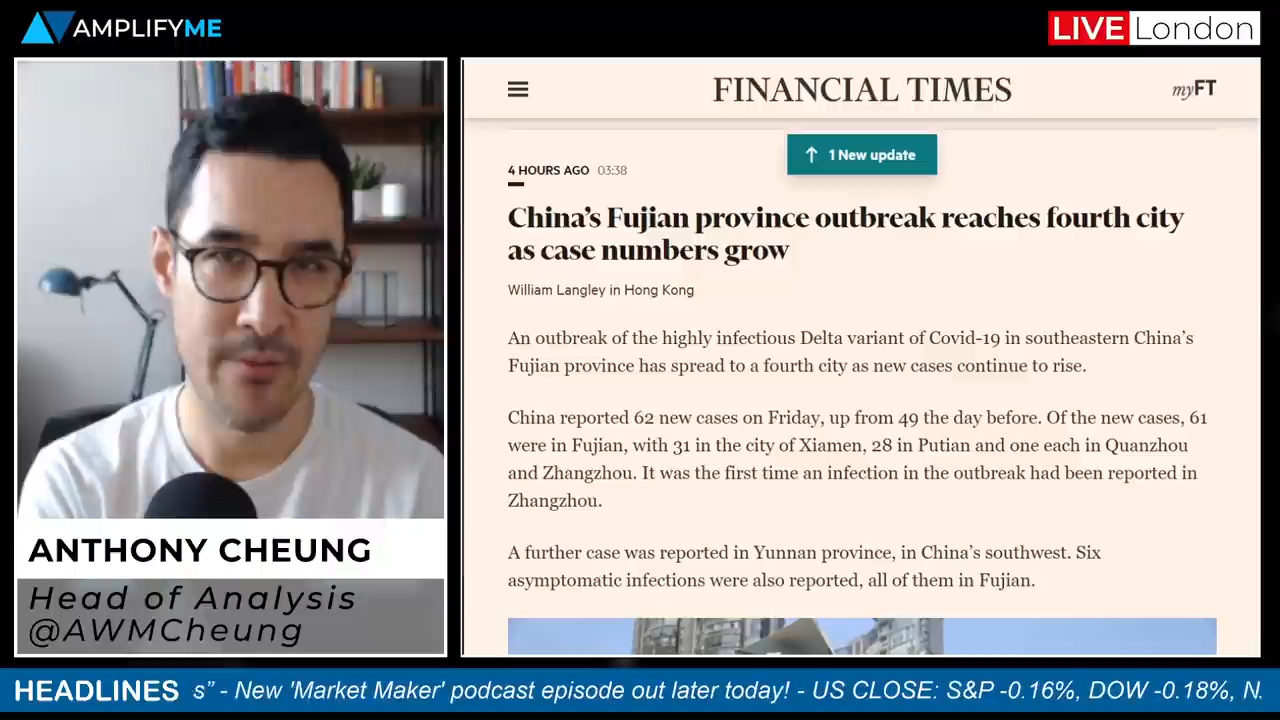 AMPLIFYME
LIVE London
FINANCIAL TIMES
myFT
1 New update
4 HOURS AGO 03:38
China's Fujian province outbreak reaches fourth city
as case numbers grow
William Langley in Hong Kong
An outbreak of the highly infectious Delta variant of Covid-19 in southeastern China's
Fujian province has spread to a fourth city as new cases continue to rise.
China reported 62 new cases on Friday, up from 49 the day before. Of the new cases, 61
were in Fujian, with 31 in the city of Xiamen, 28 in Putian and one each in Quanzhou
and Zhangzhou. It was the first time an infection in the outbreak had been reported in
Zhangzhou.
A further case was reported in Yunnan province, in China's southwest. Six
asymptomatic infections were also reported, all of them in Fujian.
ANTHONY CHEUNG
Head of Analysis
@AWMCheung
HEADLINES s” - New 'Market Maker' podcast episode out later today! - US CLOSE: S&P -0.16%, DOW -0.18%, N.